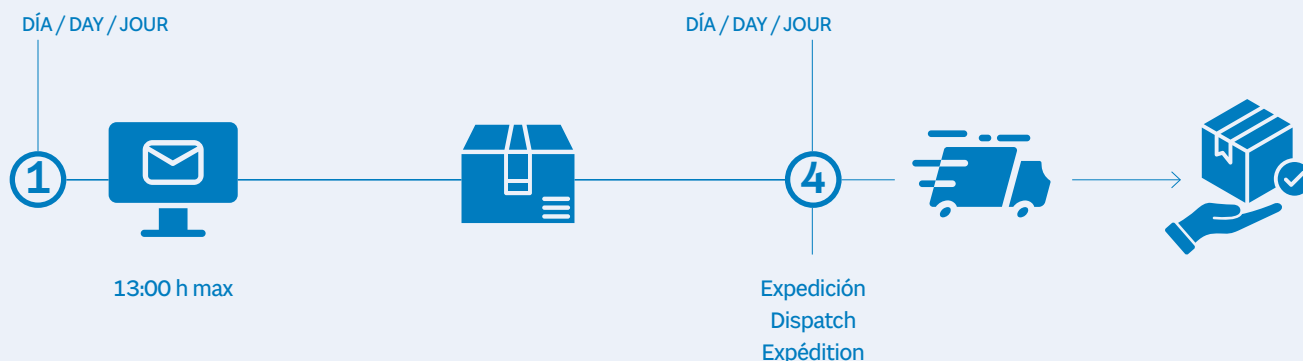 DÍA / DAY / JOUR
DÍA / DAY / JOUR
1
4
13:00 h max
Expedición
Dispatch
Expédition